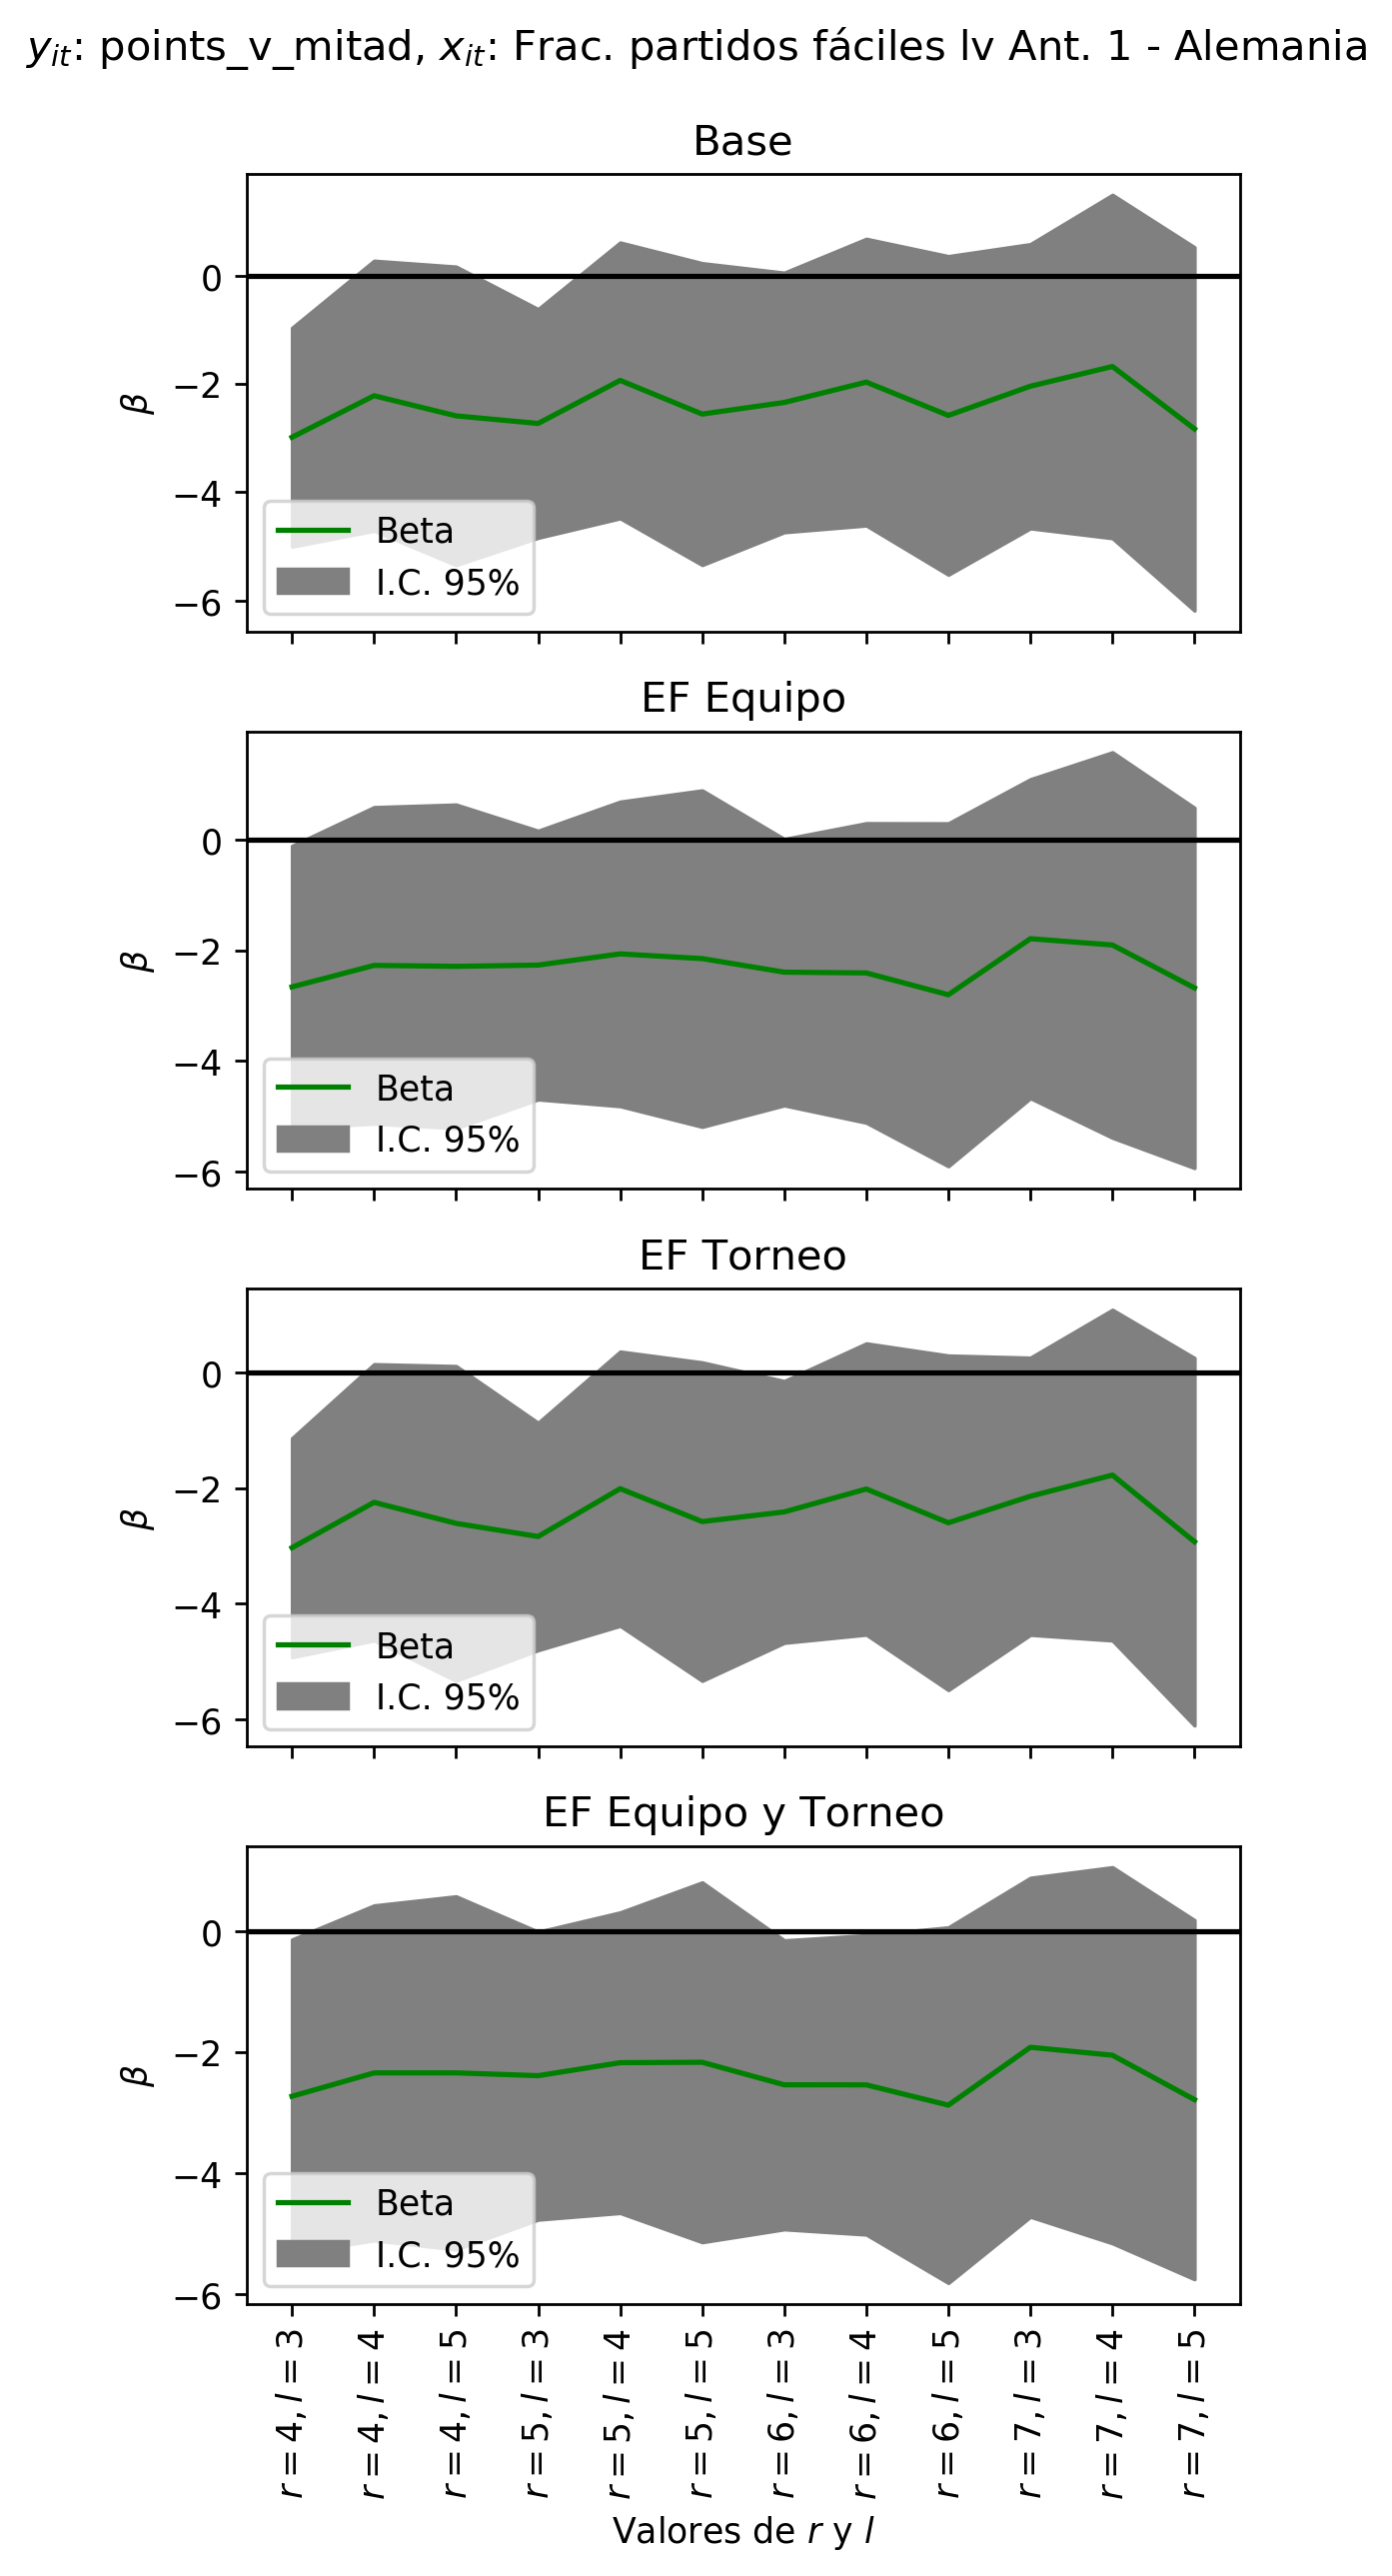 y_it: points_v_mitad, x_it: Frac. partidos fáciles lv Ant. 1 - Alemania
Base
0
−2
−4
−6
β
Beta
I.C. 95%
EF Equipo
0
−2
−4
−6
β
Beta
I.C. 95%
EF Torneo
0
−2
−4
−6
β
Beta
I.C. 95%
EF Equipo y Torneo
0
−2
−4
−6
β
Beta
I.C. 95%
r = 4, l = 3
r = 4, l = 4
r = 4, l = 5
r = 5, l = 3
r = 5, l = 4
r = 5, l = 5
r = 6, l = 3
r = 6, l = 4
r = 6, l = 5
r = 7, l = 3
r = 7, l = 4
r = 7, l = 5
Valores de r y l